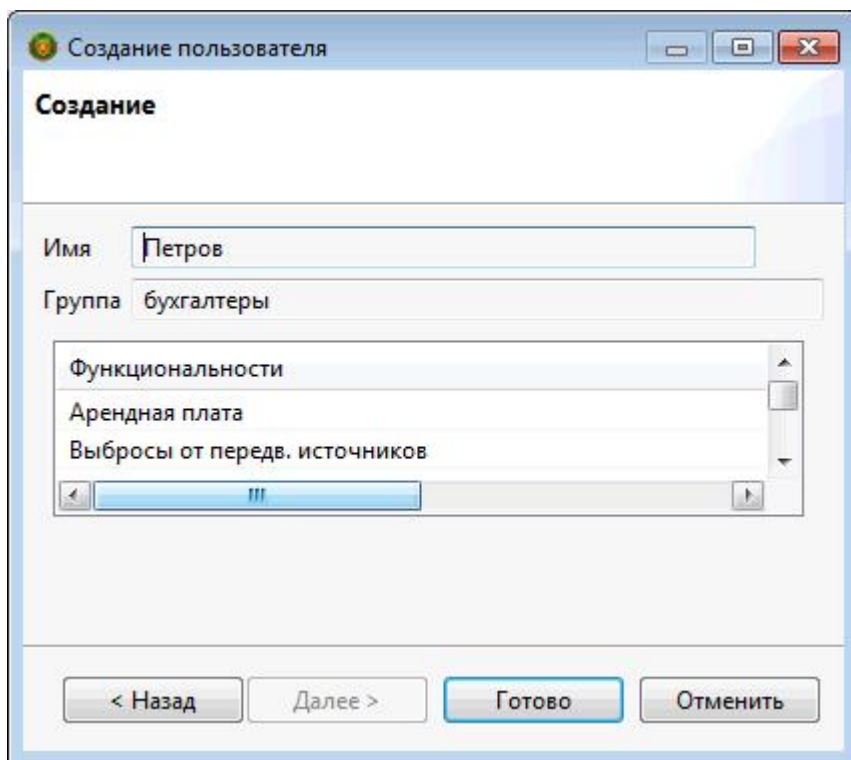 Создание пользователя
Создание
Имя Петров
Группа бухгалтеры
Функциональности
Арендная плата
Выбросы от передв. источников
< Назад Далее > Готово Отменить